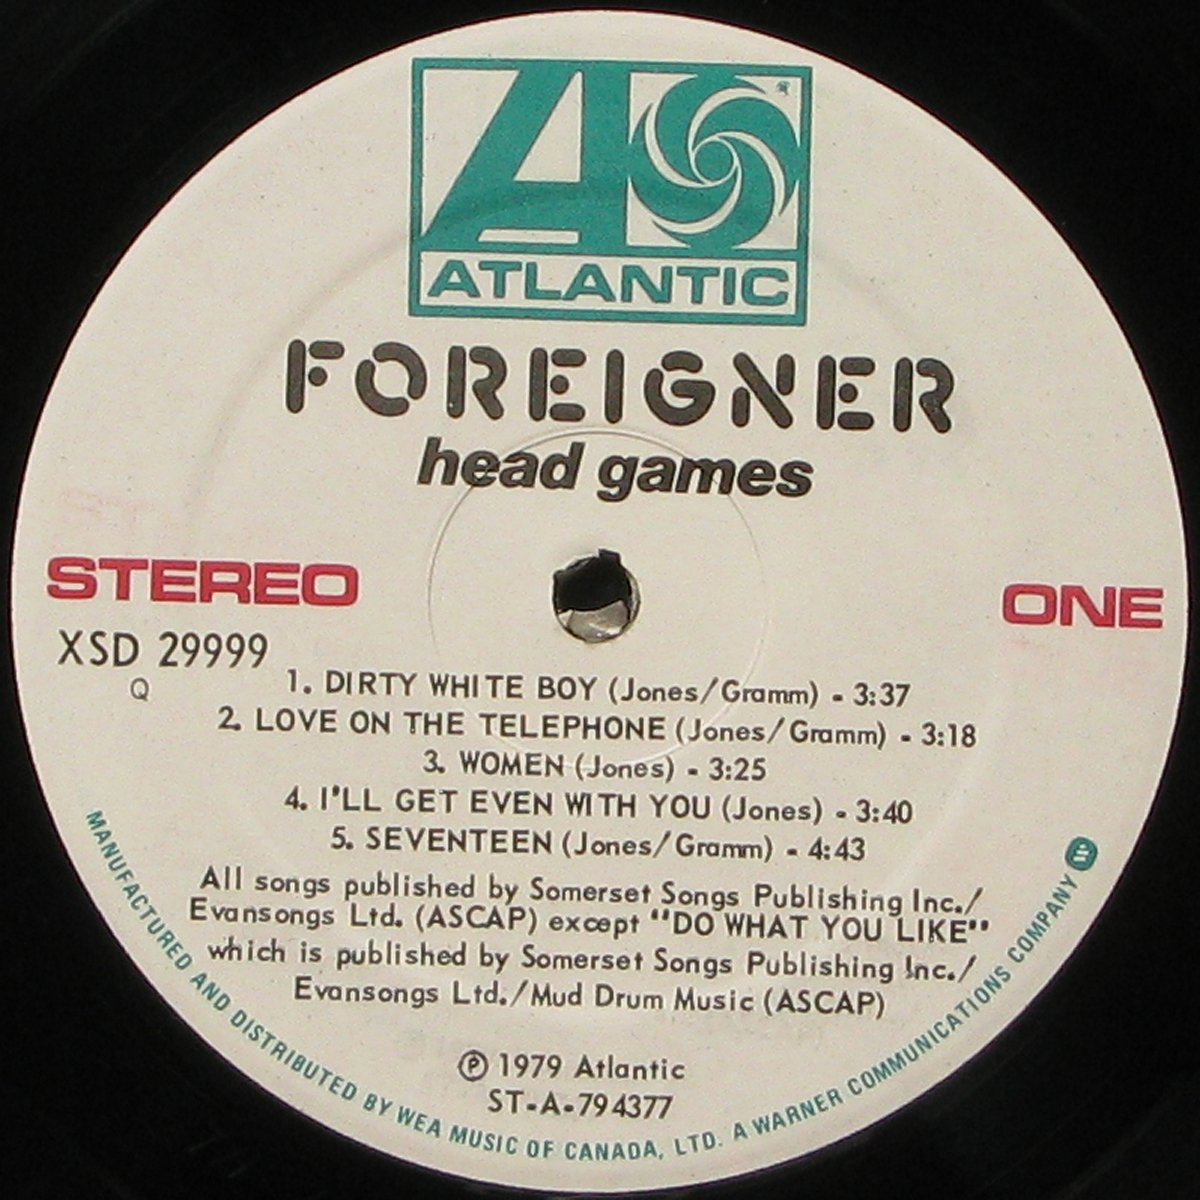 ATLANTIC
FOREIGNER
head games
STEREO
ONE
XSD 29999
Q
1. DIRTY WHITE BOY (Jones/Gramm) - 3:37
2. LOVE ON THE TELEPHONE (Jones/Gramm) - 3:18
3. WOMEN (Jones) - 3:25
4. I'LL GET EVEN WITH YOU (Jones) - 3:40
5. SEVENTEEN (Jones/Gramm) - 4:43
All songs published by Somerset Songs Publishing Inc./
Evansongs Ltd. (ASCAP) except "DO WHAT YOU LIKE"
which is published by Somerset Songs Publishing Inc./
Evansongs Ltd./Mud Drum Music (ASCAP)
℗ 1979 Atlantic
ST-A-794377
MANUFACTURED AND DISTRIBUTED BY WEA MUSIC OF CANADA, LTD. A WARNER COMMUNICATIONS COMPANY